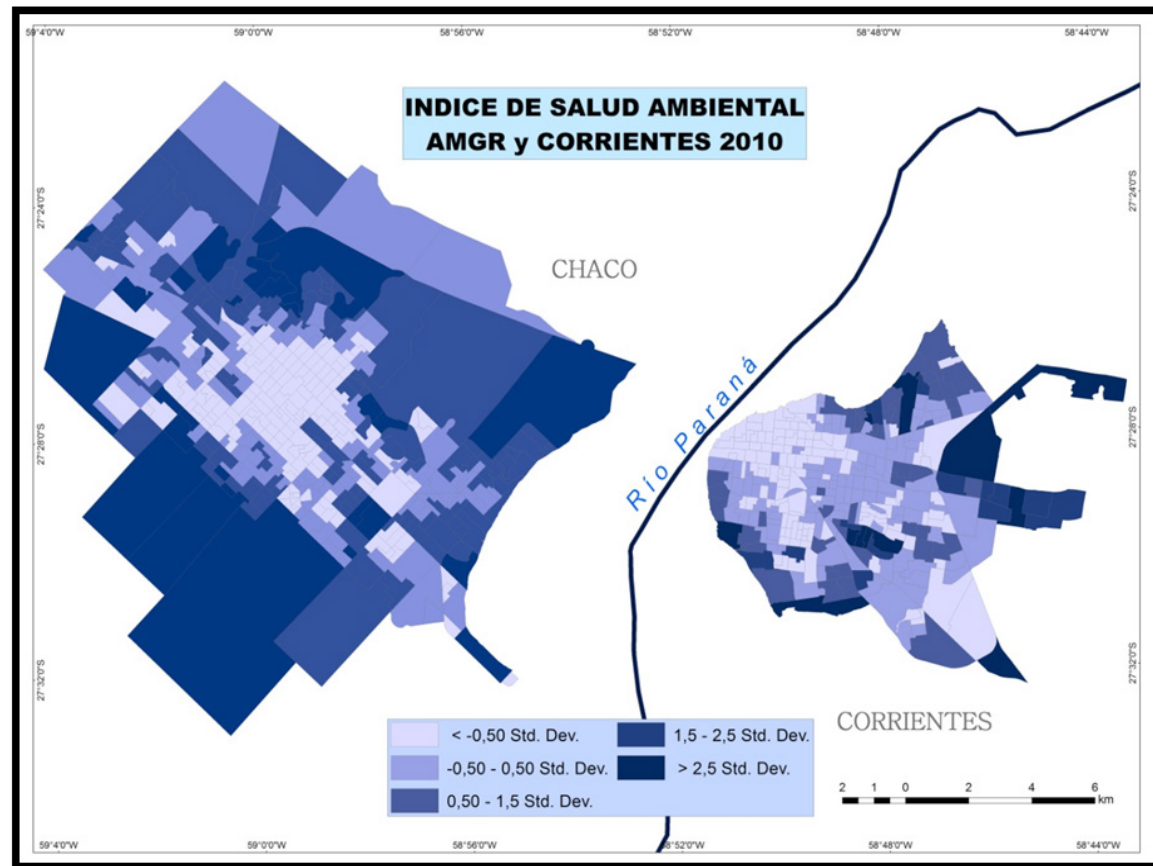 59°4'0"W 59°0'0"W 58°56'0"W 58°52'0"W 58°48'0"W 58°44'0"W
INDICE DE SALUD AMBIENTAL
AMGR y CORRIENTES 2010
27°24'0"S
27°24'0"S
CHACO
Río Paraná
27°28'0"S
27°28'0"S
27°32'0"S
27°32'0"S
CORRIENTES
< -0,50 Std. Dev.
-0,50 - 0,50 Std. Dev.
0,50 - 1,5 Std. Dev.
1,5 - 2,5 Std. Dev.
> 2,5 Std. Dev.
2 1 0 2 4 6
km
59°4'0"W 59°0'0"W 58°56'0"W 58°52'0"W 58°48'0"W 58°44'0"W